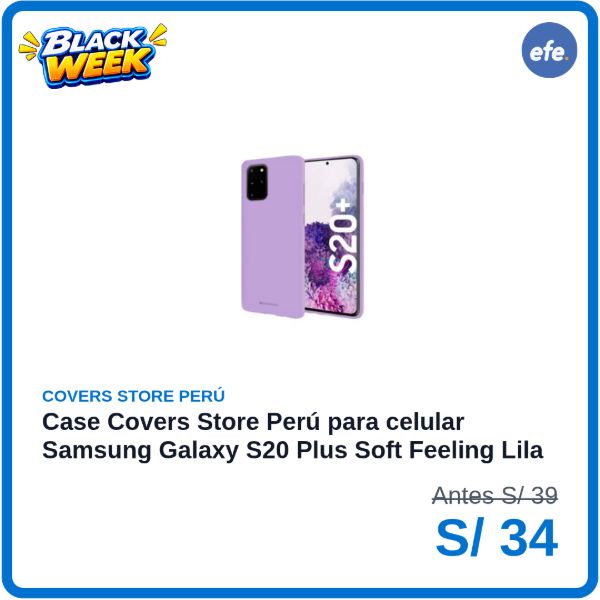 BLACK
WEEK
efe.
S20+
COVERS STORE PERÚ
Case Covers Store Perú para celular
Samsung Galaxy S20 Plus Soft Feeling Lila
Antes S/ 39
S/ 34